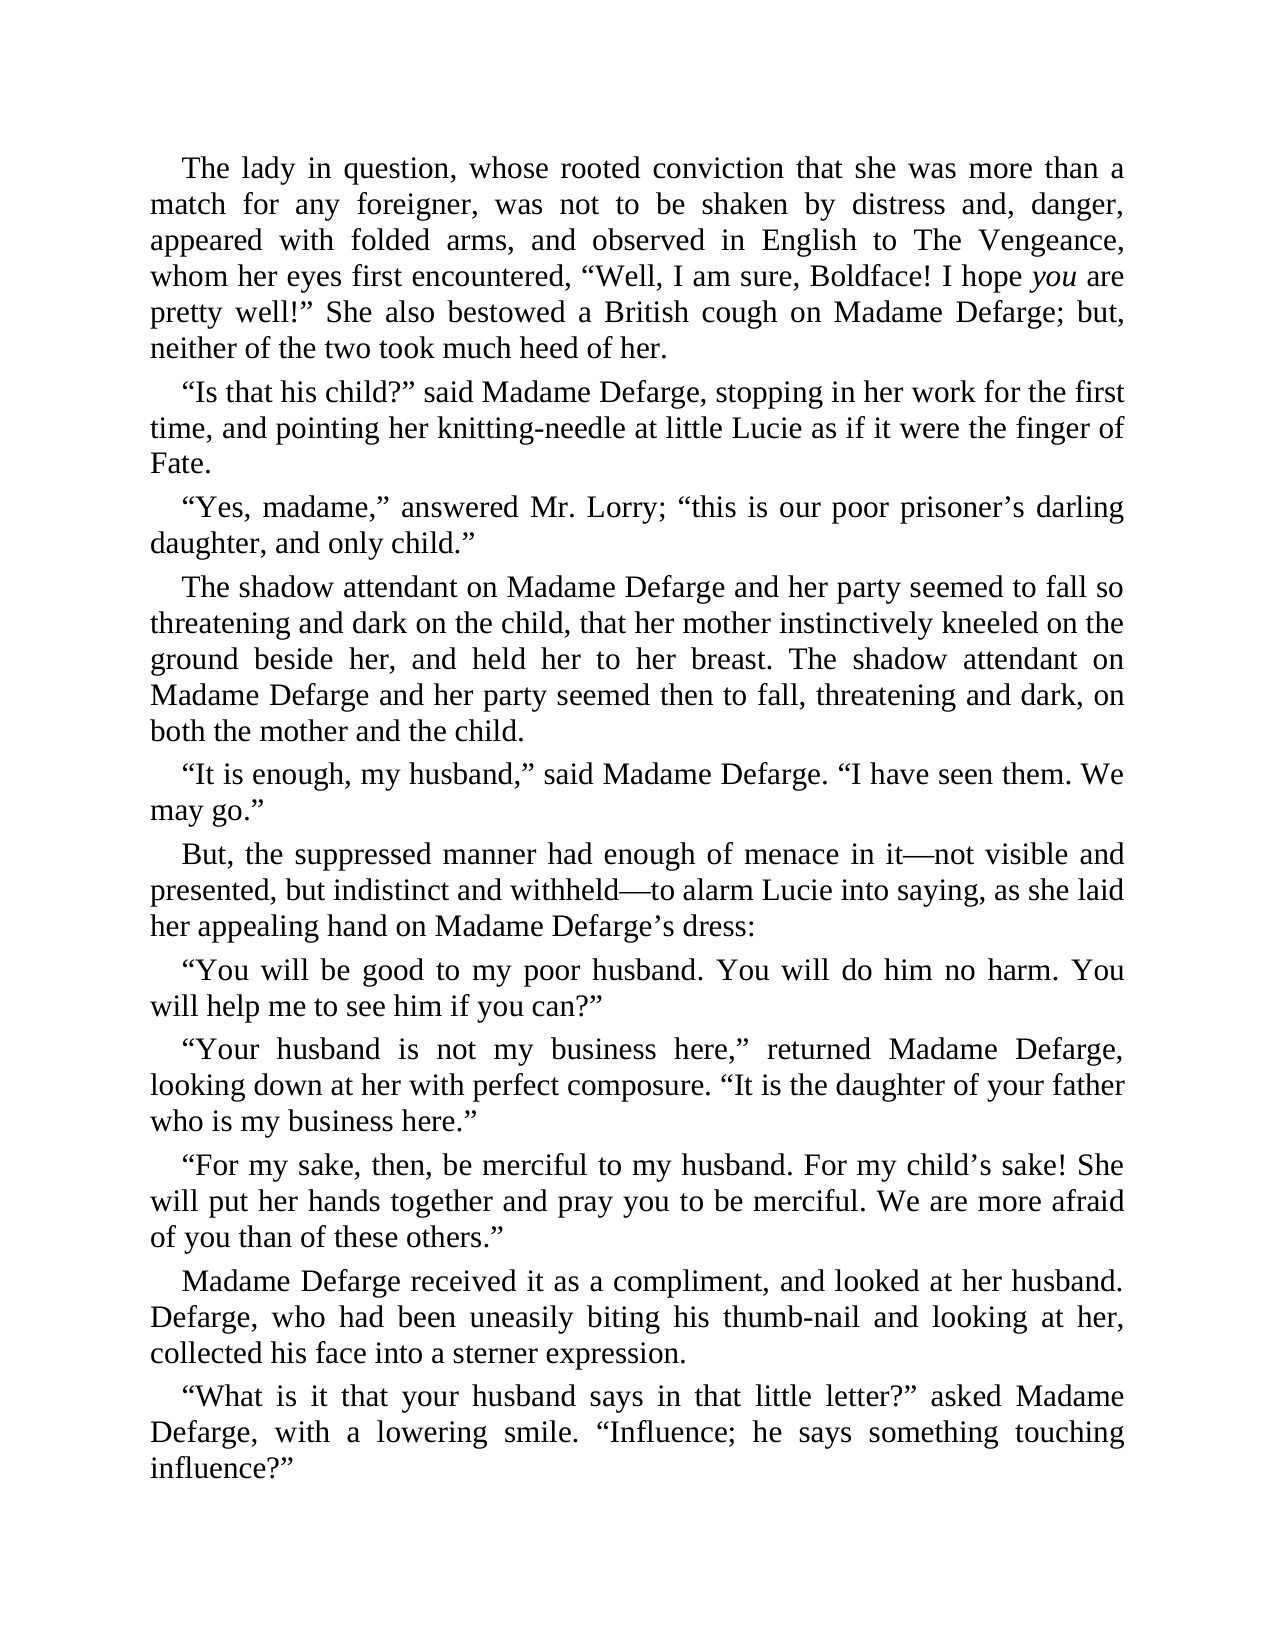 The lady in question, whose rooted conviction that she was more than a
match for any foreigner, was not to be shaken by distress and, danger,
appeared with folded arms, and observed in English to The Vengeance,
whom her eyes first encountered, “Well, I am sure, Boldface! I hope you are
pretty well!” She also bestowed a British cough on Madame Defarge; but,
neither of the two took much heed of her.
“Is that his child?” said Madame Defarge, stopping in her work for the first
time, and pointing her knitting-needle at little Lucie as if it were the finger of
Fate.
“Yes, madame,” answered Mr. Lorry; “this is our poor prisoner’s darling
daughter, and only child.”
The shadow attendant on Madame Defarge and her party seemed to fall so
threatening and dark on the child, that her mother instinctively kneeled on the
ground beside her, and held her to her breast. The shadow attendant on
Madame Defarge and her party seemed then to fall, threatening and dark, on
both the mother and the child.
“It is enough, my husband,” said Madame Defarge. “I have seen them. We
may go.”
But, the suppressed manner had enough of menace in it—not visible and
presented, but indistinct and withheld—to alarm Lucie into saying, as she laid
her appealing hand on Madame Defarge’s dress:
“You will be good to my poor husband. You will do him no harm. You
will help me to see him if you can?”
“Your husband is not my business here,” returned Madame Defarge,
looking down at her with perfect composure. “It is the daughter of your father
who is my business here.”
“For my sake, then, be merciful to my husband. For my child’s sake! She
will put her hands together and pray you to be merciful. We are more afraid
of you than of these others.”
Madame Defarge received it as a compliment, and looked at her husband.
Defarge, who had been uneasily biting his thumb-nail and looking at her,
collected his face into a sterner expression.
“What is it that your husband says in that little letter?” asked Madame
Defarge, with a lowering smile. “Influence; he says something touching
influence?”